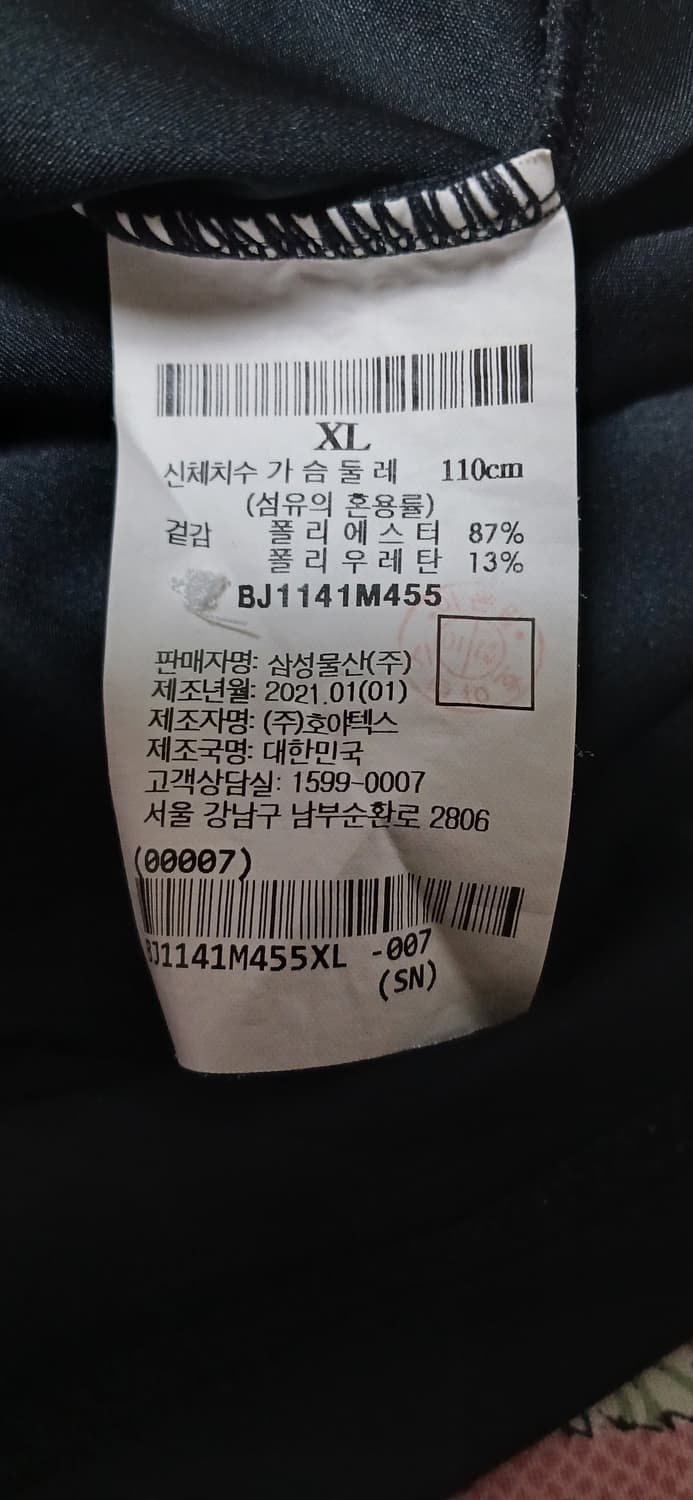 XL
신체치수 가 슴 둘 레 110cm
(섬유의 혼용률)
겉감 폴 리 에 스 터 87%
폴 리 우 레 탄 13%
BJ1141M455
판매자명: 삼성물산(주)
제조년월: 2021.01(01)
제조자명: (주)호야텍스
제조국명: 대한민국
고객상담실: 1599-0007
서울 강남구 남부순환로 2806
(00007)
BJ1141M455XL -007
(SN)